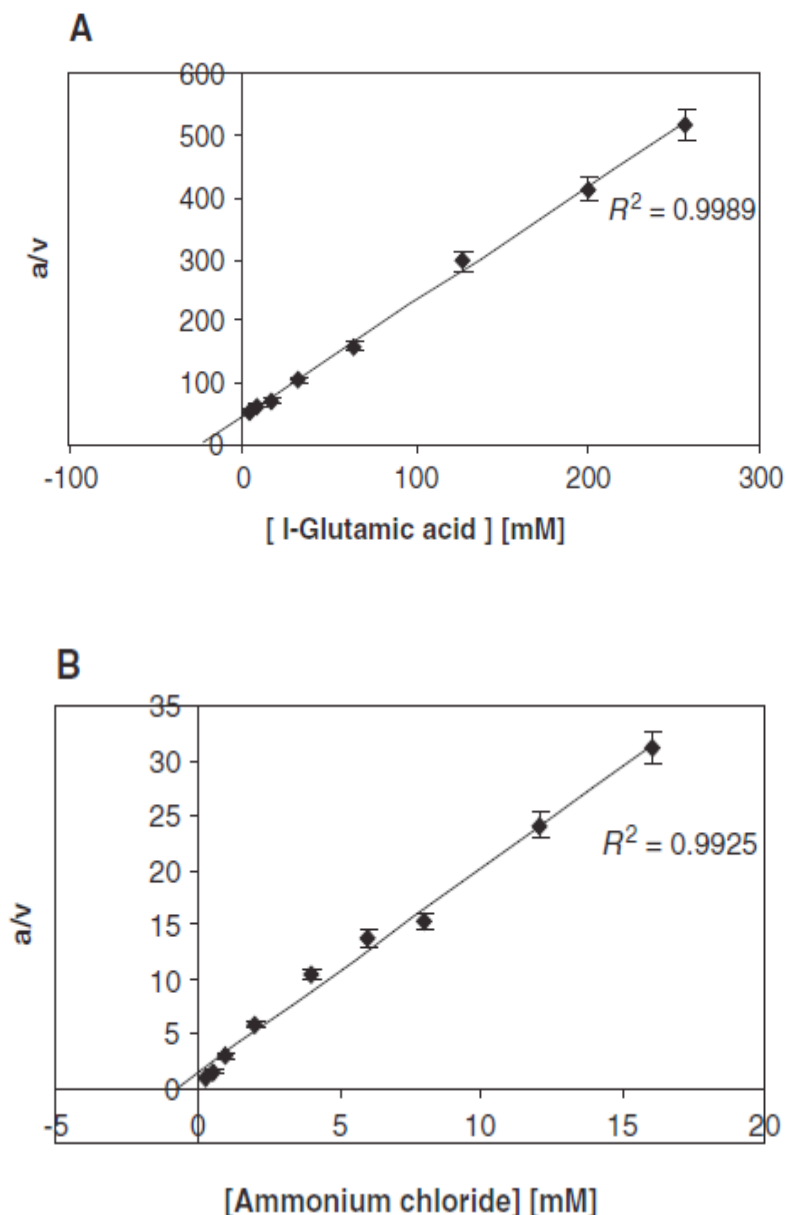 A
600
500
400
300
200
100
0
a/v
R² = 0.9989
-100 0 100 200 300
[ l-Glutamic acid ] [mM]
B
35
30
25
20
15
10
5
0
a/v
R² = 0.9925
-5 0 5 10 15 20
[Ammonium chloride] [mM]